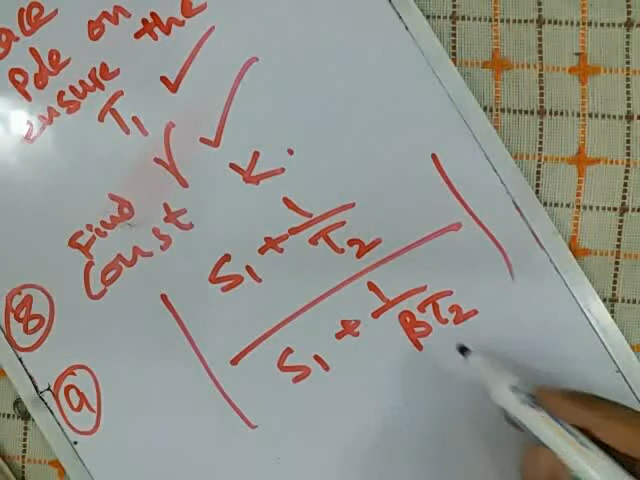 Pole on
ensure the
T₁ ✓
γ ✓
⑧ Find const K.
⑨ | (S₁ + 1/T₂) / (S₁ + 1/βT₂) |